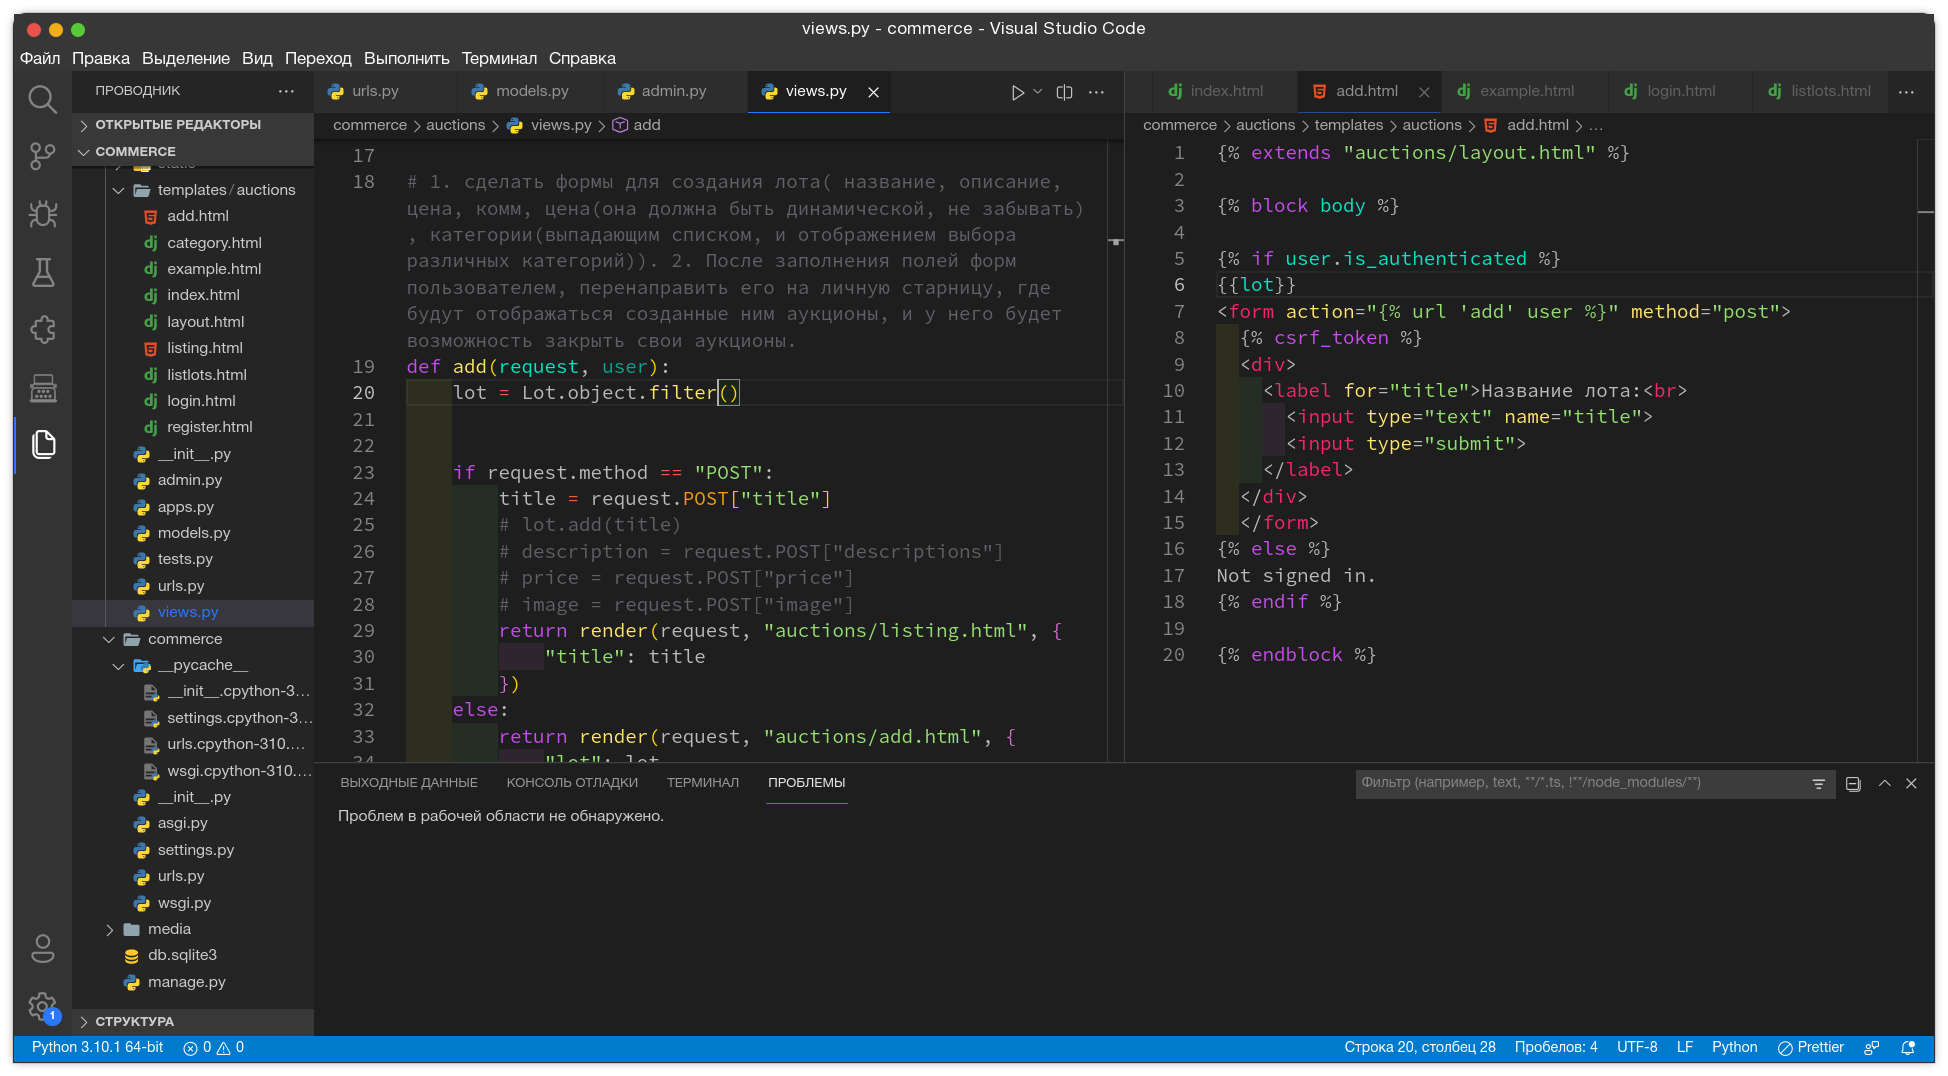 views.py - commerce - Visual Studio Code
Файл Правка Выделение Вид Переход Выполнить Терминал Справка
ПРОВОДНИК
ОТКРЫТЫЕ РЕДАКТОРЫ
COMMERCE
static
templates / auctions
add.html
category.html
example.html
index.html
layout.html
listing.html
listlots.html
login.html
register.html
__init__.py
admin.py
apps.py
models.py
tests.py
urls.py
views.py
commerce
__pycache__
__init__.cpython-3...
settings.cpython-3...
urls.cpython-310....
wsgi.cpython-310....
__init__.py
asgi.py
settings.py
urls.py
wsgi.py
media
db.sqlite3
manage.py
СТРУКТУРА
urls.py models.py admin.py views.py
commerce > auctions > views.py > add
17
18 # 1. сделать формы для создания лота( название, описание,
цена, комм, цена(она должна быть динамической, не забывать)
, категории(выпадающим списком, и отображением выбора
различных категорий)). 2. После заполнения полей форм
пользователем, перенаправить его на личную старницу, где
будут отображаться созданные ним аукционы, и у него будет
возможность закрыть свои аукционы.
19 def add(request, user):
20     lot = Lot.object.filter()
21
22
23     if request.method == "POST":
24         title = request.POST["title"]
25         # lot.add(title)
26         # description = request.POST["descriptions"]
27         # price = request.POST["price"]
28         # image = request.POST["image"]
29         return render(request, "auctions/listing.html", {
30             "title": title
31         })
32     else:
33         return render(request, "auctions/add.html", {
34             "lot": lot
index.html add.html example.html login.html listlots.html
commerce > auctions > templates > auctions > add.html > ...
1 {% extends "auctions/layout.html" %}
2
3 {% block body %}
4
5 {% if user.is_authenticated %}
6 {{lot}}
7 <form action="{% url 'add' user %}" method="post">
8   {% csrf_token %}
9   <div>
10     <label for="title">Название лота:<br>
11       <input type="text" name="title">
12       <input type="submit">
13     </label>
14   </div>
15   </form>
16 {% else %}
17 Not signed in.
18 {% endif %}
19
20 {% endblock %}
ВЫХОДНЫЕ ДАННЫЕ КОНСОЛЬ ОТЛАДКИ ТЕРМИНАЛ ПРОБЛЕМЫ
Фильтр (например, text, **/*.ts, !**/node_modules/**)
Проблем в рабочей области не обнаружено.
1
Python 3.10.1 64-bit 0 0
Строка 20, столбец 28 Пробелов: 4 UTF-8 LF Python Prettier